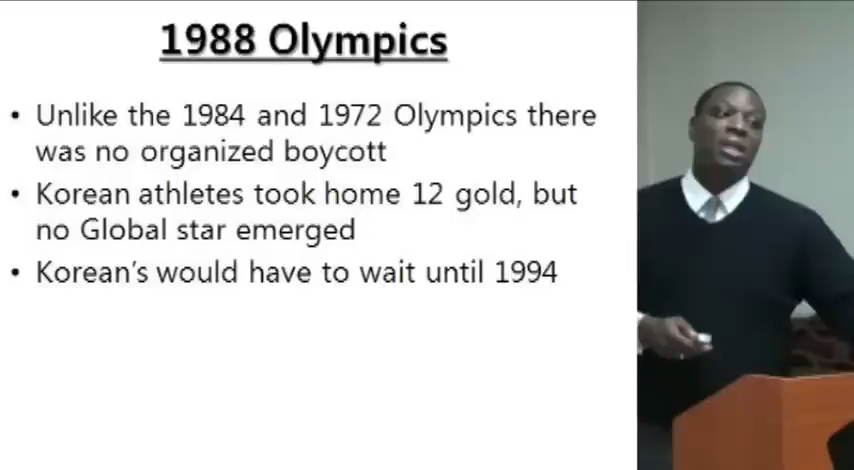 1988 Olympics
• Unlike the 1984 and 1972 Olympics there
was no organized boycott
• Korean athletes took home 12 gold, but
no Global star emerged
• Korean's would have to wait until 1994